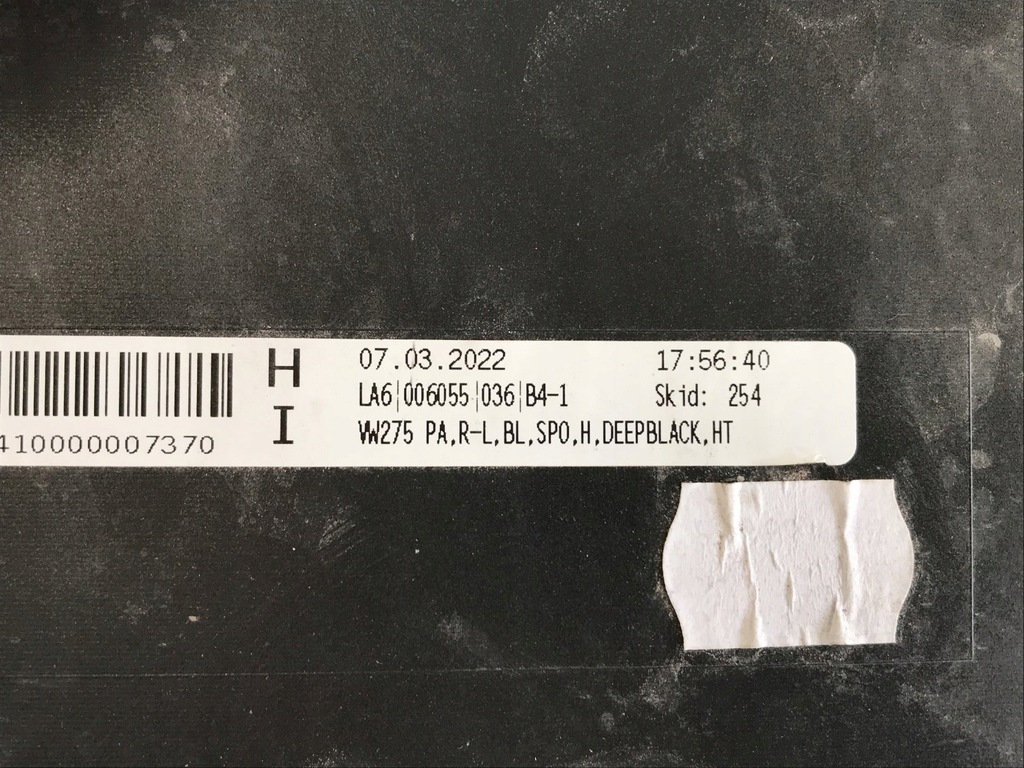 H 07.03.2022 17:56:40
LA6|006055|036|B4-1 Skid: 254
I VW275 PA,R-L,BL,SPO,H,DEEPBLACK,HT
410000007370